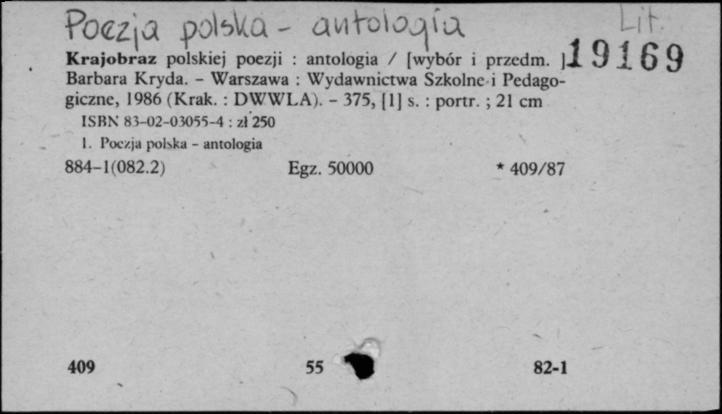 Poezja polska - antologia Lit.
19169
Krajobraz polskiej poezji : antologia / [wybór i przedm. ]
Barbara Kryda. - Warszawa : Wydawnictwa Szkolne i Pedago-
giczne, 1986 (Krak. : DWWLA). - 375, [1] s. : portr. ; 21 cm
ISBN 83-02-03055-4 : zł 250
1. Poezja polska - antologia
884-1(082.2) Egz. 50000 * 409/87
409 55 82-1